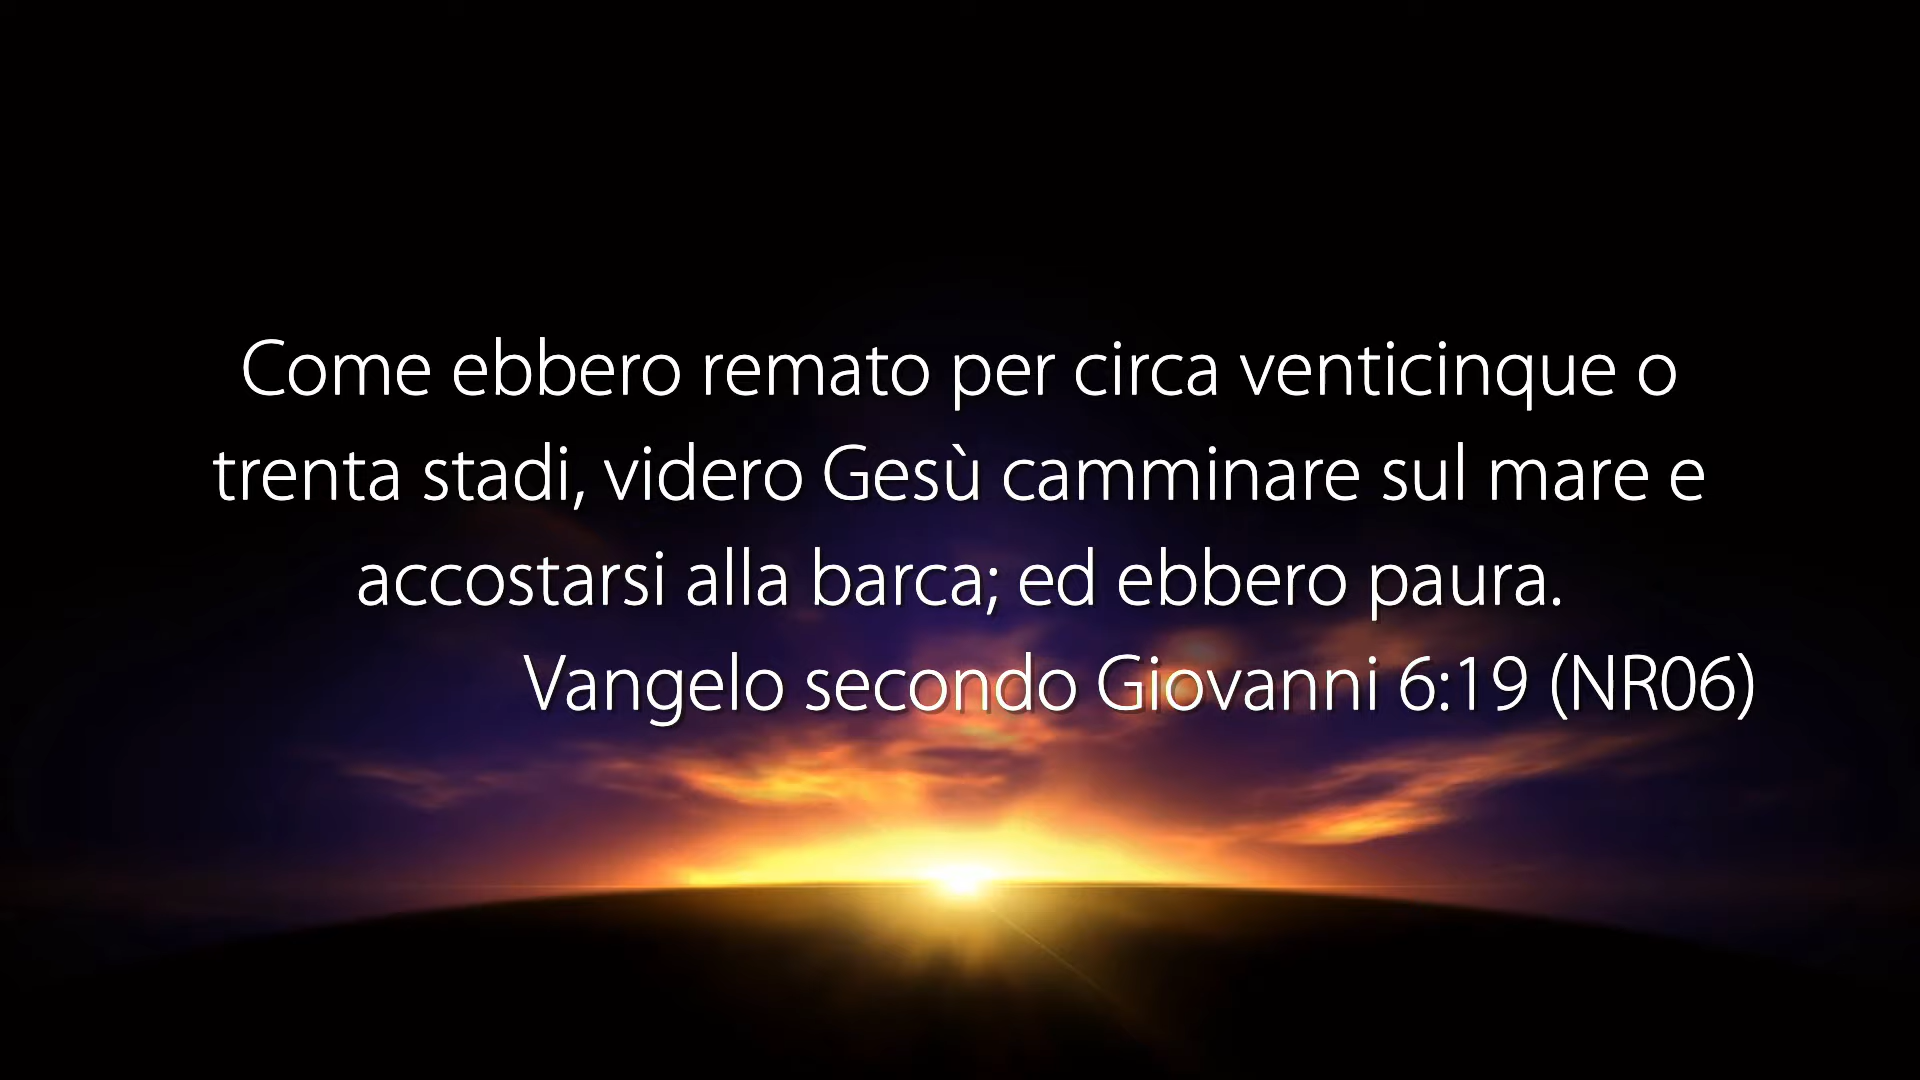 Come ebbero remato per circa venticinque o
trenta stadi, videro Gesù camminare sul mare e
accostarsi alla barca; ed ebbero paura.
Vangelo secondo Giovanni 6:19 (NR06)